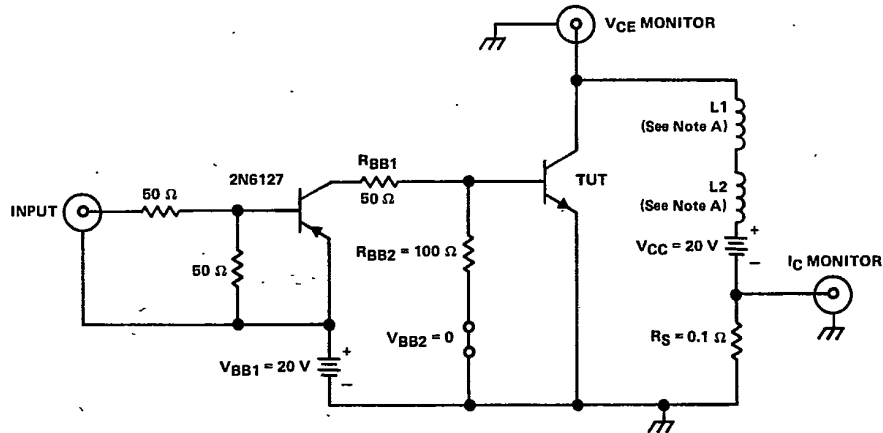 VCE MONITOR
L1
(See Note A)
L2
(See Note A)
VCC = 20 V
+
−
IC MONITOR
RS = 0.1 Ω
TUT
RBB1
50 Ω
2N6127
INPUT
50 Ω
50 Ω
RBB2 = 100 Ω
VBB2 = 0
VBB1 = 20 V
+
−